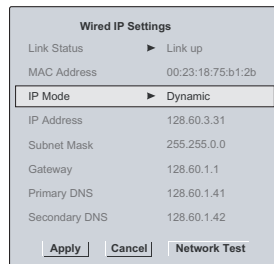 Wired IP Settings
Link Status ► Link up
MAC Address 00:23:18:75:b1:2b
IP Mode ► Dynamic
IP Address 128.60.3.31
Subnet Mask 255.255.0.0
Gateway 128.60.1.1
Primary DNS 128.60.1.41
Secondary DNS 128.60.1.42
Apply Cancel Network Test